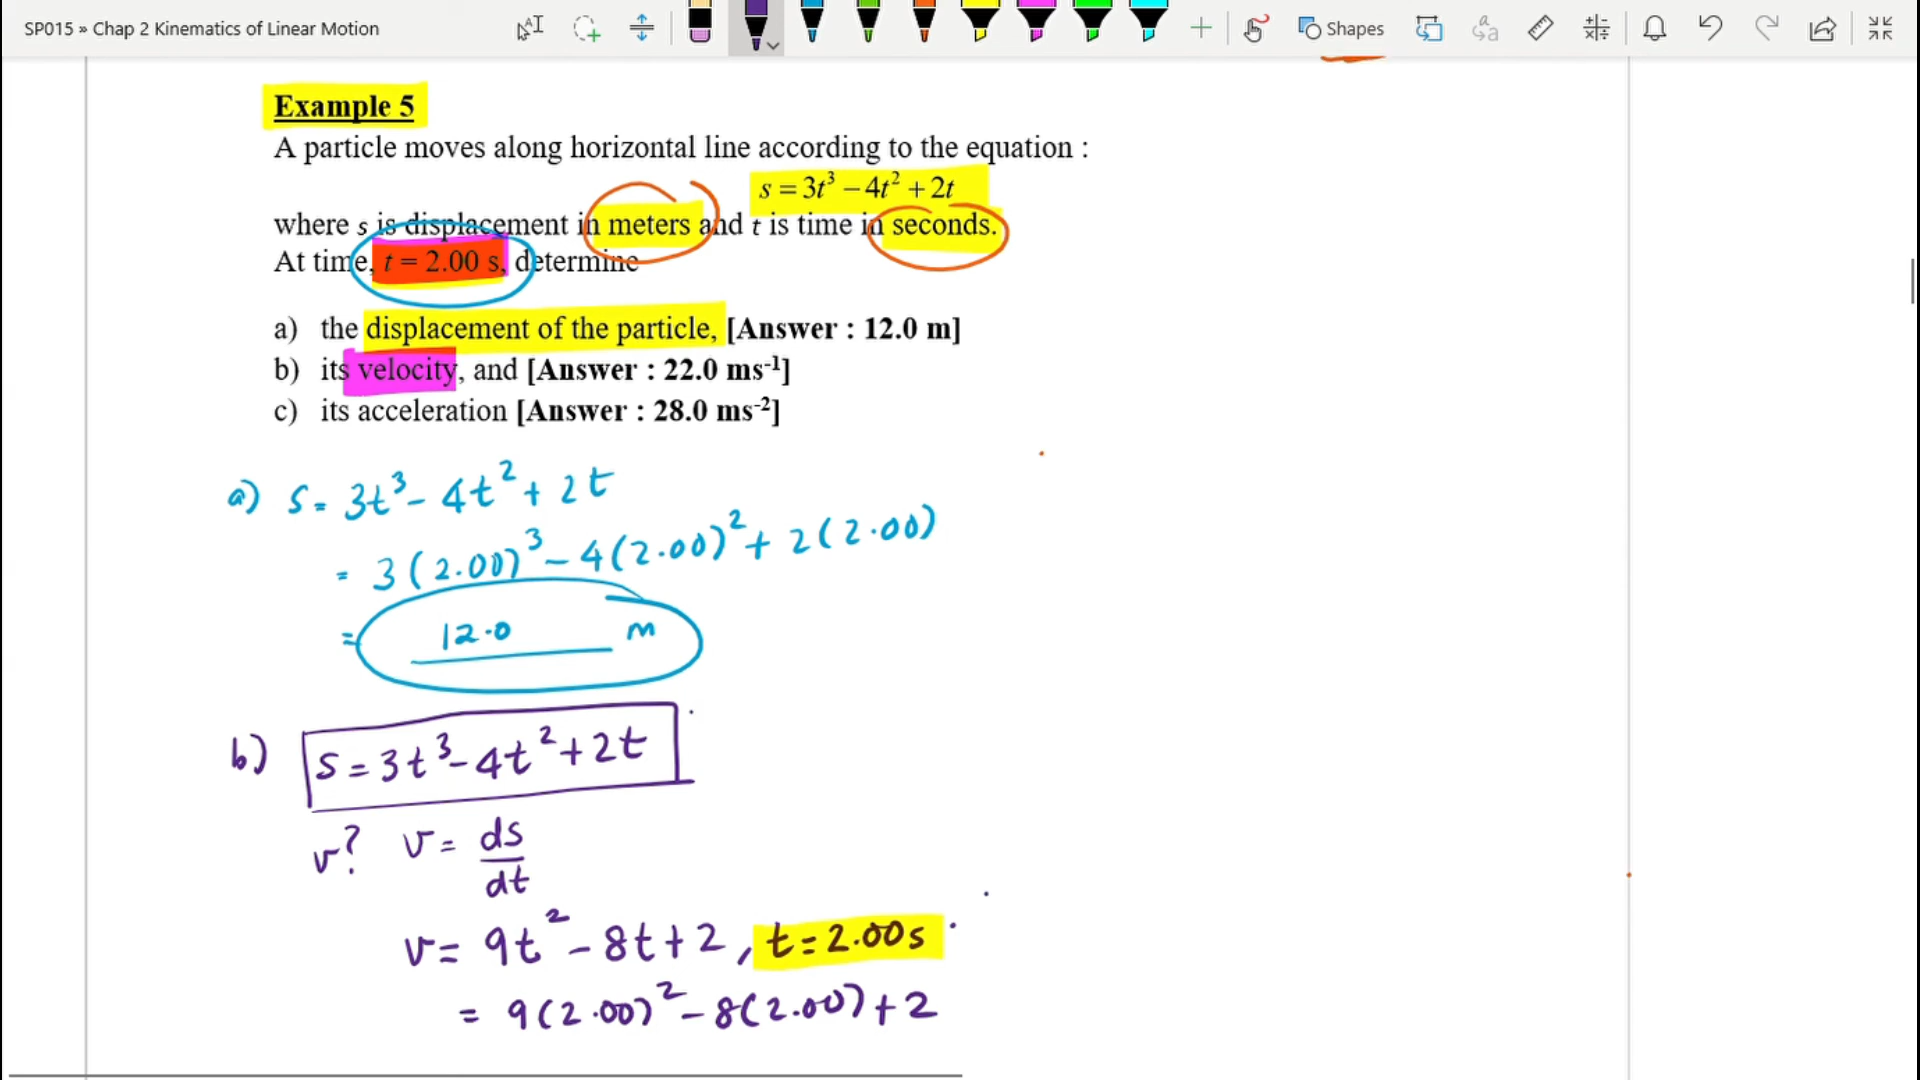 SP015 » Chap 2 Kinematics of Linear Motion
Shapes
Example 5
A particle moves along horizontal line according to the equation :
s = 3t³ – 4t² + 2t
where s is displacement in meters and t is time in seconds.
At time, t = 2.00 s, determine
a) the displacement of the particle, [Answer : 12.0 m]
b) its velocity, and [Answer : 22.0 ms⁻¹]
c) its acceleration [Answer : 28.0 ms⁻²]
a) s = 3t³ - 4t² + 2t
= 3(2.00)³ - 4(2.00)² + 2(2.00)
= 12.0 m
b) s = 3t³ - 4t² + 2t
v? v = ds/dt
v = 9t² - 8t + 2, t = 2.00s
= 9(2.00)² - 8(2.00) + 2